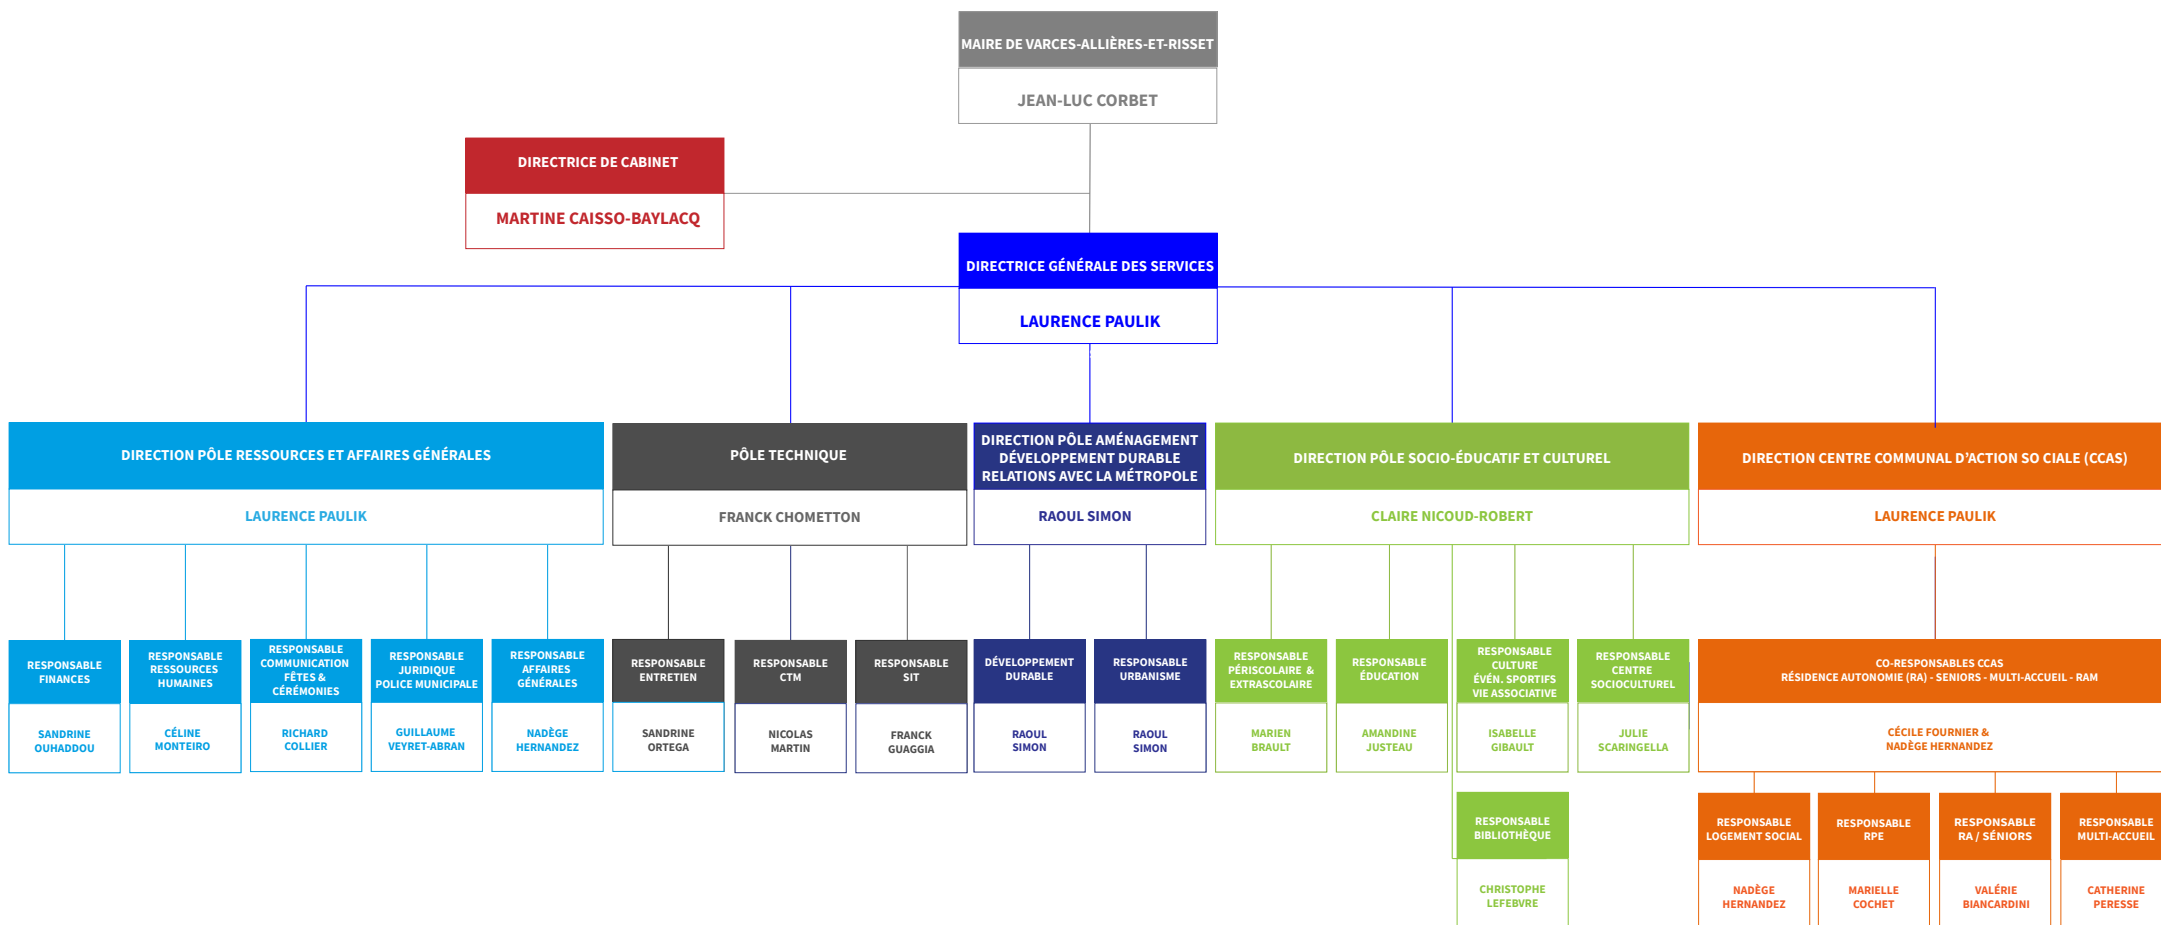 MAIRE DE VARCES-ALLIÈRES-ET-RISSET
JEAN-LUC CORBET
DIRECTRICE DE CABINET
MARTINE CAISSO-BAYLACQ
DIRECTRICE GÉNÉRALE DES SERVICES
LAURENCE PAULIK
DIRECTION PÔLE RESSOURCES ET AFFAIRES GÉNÉRALES
LAURENCE PAULIK
PÔLE TECHNIQUE
FRANCK CHOMETTON
DIRECTION PÔLE AMÉNAGEMENT
DÉVELOPPEMENT DURABLE
RELATIONS AVEC LA MÉTROPOLE
RAOUL SIMON
DIRECTION PÔLE SOCIO-ÉDUCATIF ET CULTUREL
CLAIRE NICOUD-ROBERT
DIRECTION CENTRE COMMUNAL D'ACTION SO CIALE (CCAS)
LAURENCE PAULIK
RESPONSABLE
FINANCES
SANDRINE
OUHADDOU
RESPONSABLE
RESSOURCES
HUMAINES
CÉLINE
MONTEIRO
RESPONSABLE
COMMUNICATION
FÊTES &
CÉRÉMONIES
RICHARD
COLLIER
RESPONSABLE
JURIDIQUE
POLICE MUNICIPALE
GUILLAUME
VEYRET-ABRAN
RESPONSABLE
AFFAIRES
GÉNÉRALES
NADÈGE
HERNANDEZ
RESPONSABLE
ENTRETIEN
SANDRINE
ORTEGA
RESPONSABLE
CTM
NICOLAS
MARTIN
RESPONSABLE
SIT
FRANCK
GUAGGIA
DÉVELOPPEMENT
DURABLE
RAOUL
SIMON
RESPONSABLE
URBANISME
RAOUL
SIMON
RESPONSABLE
PÉRISCOLAIRE &
EXTRASCOLAIRE
MARIEN
BRAULT
RESPONSABLE
ÉDUCATION
AMANDINE
JUSTEAU
RESPONSABLE
CULTURE
ÉVÉN. SPORTIFS
VIE ASSOCIATIVE
ISABELLE
GIBAULT
RESPONSABLE
CENTRE
SOCIOCULTUREL
JULIE
SCARINGELLA
RESPONSABLE
BIBLIOTHÈQUE
CHRISTOPHE
LEFEBVRE
CO-RESPONSABLES CCAS
RÉSIDENCE AUTONOMIE (RA) - SENIORS - MULTI-ACCUEIL - RAM
CÉCILE FOURNIER &
NADÈGE HERNANDEZ
RESPONSABLE
LOGEMENT SOCIAL
NADÈGE
HERNANDEZ
RESPONSABLE
RPE
MARIELLE
COCHET
RESPONSABLE
RA / SÉNIORS
VALÉRIE
BIANCARDINI
RESPONSABLE
MULTI-ACCUEIL
CATHERINE
PERESSE